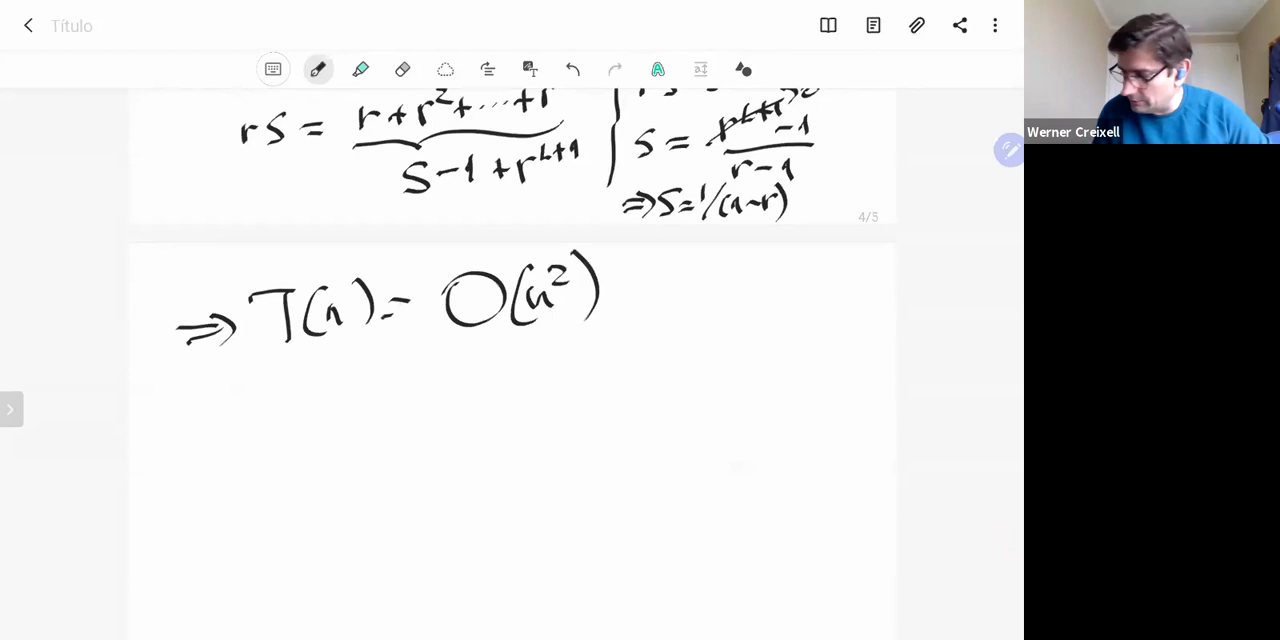 Título
rS = r+r²+...+r
S-1+r^{L+1}
S = r^{L+1} -1
r-1
⇒S=1/(1-r)
4/5
⇒ T(n)= O(n²)
Werner Creixell